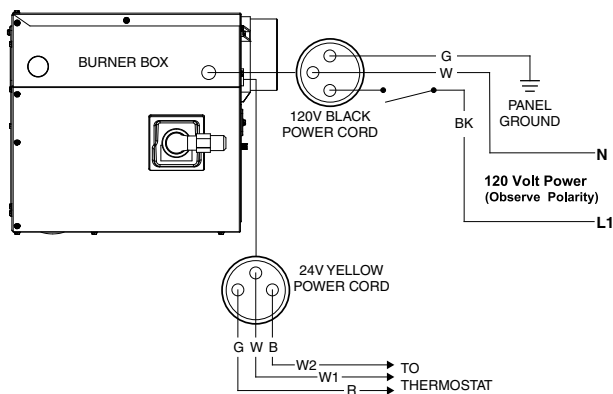 BURNER BOX
G
W
120V BLACK
POWER CORD
BK
PANEL
GROUND
N
120 Volt Power
(Observe Polarity)
L1
24V YELLOW
POWER CORD
G W B
W2
TO
W1
THERMOSTAT
R